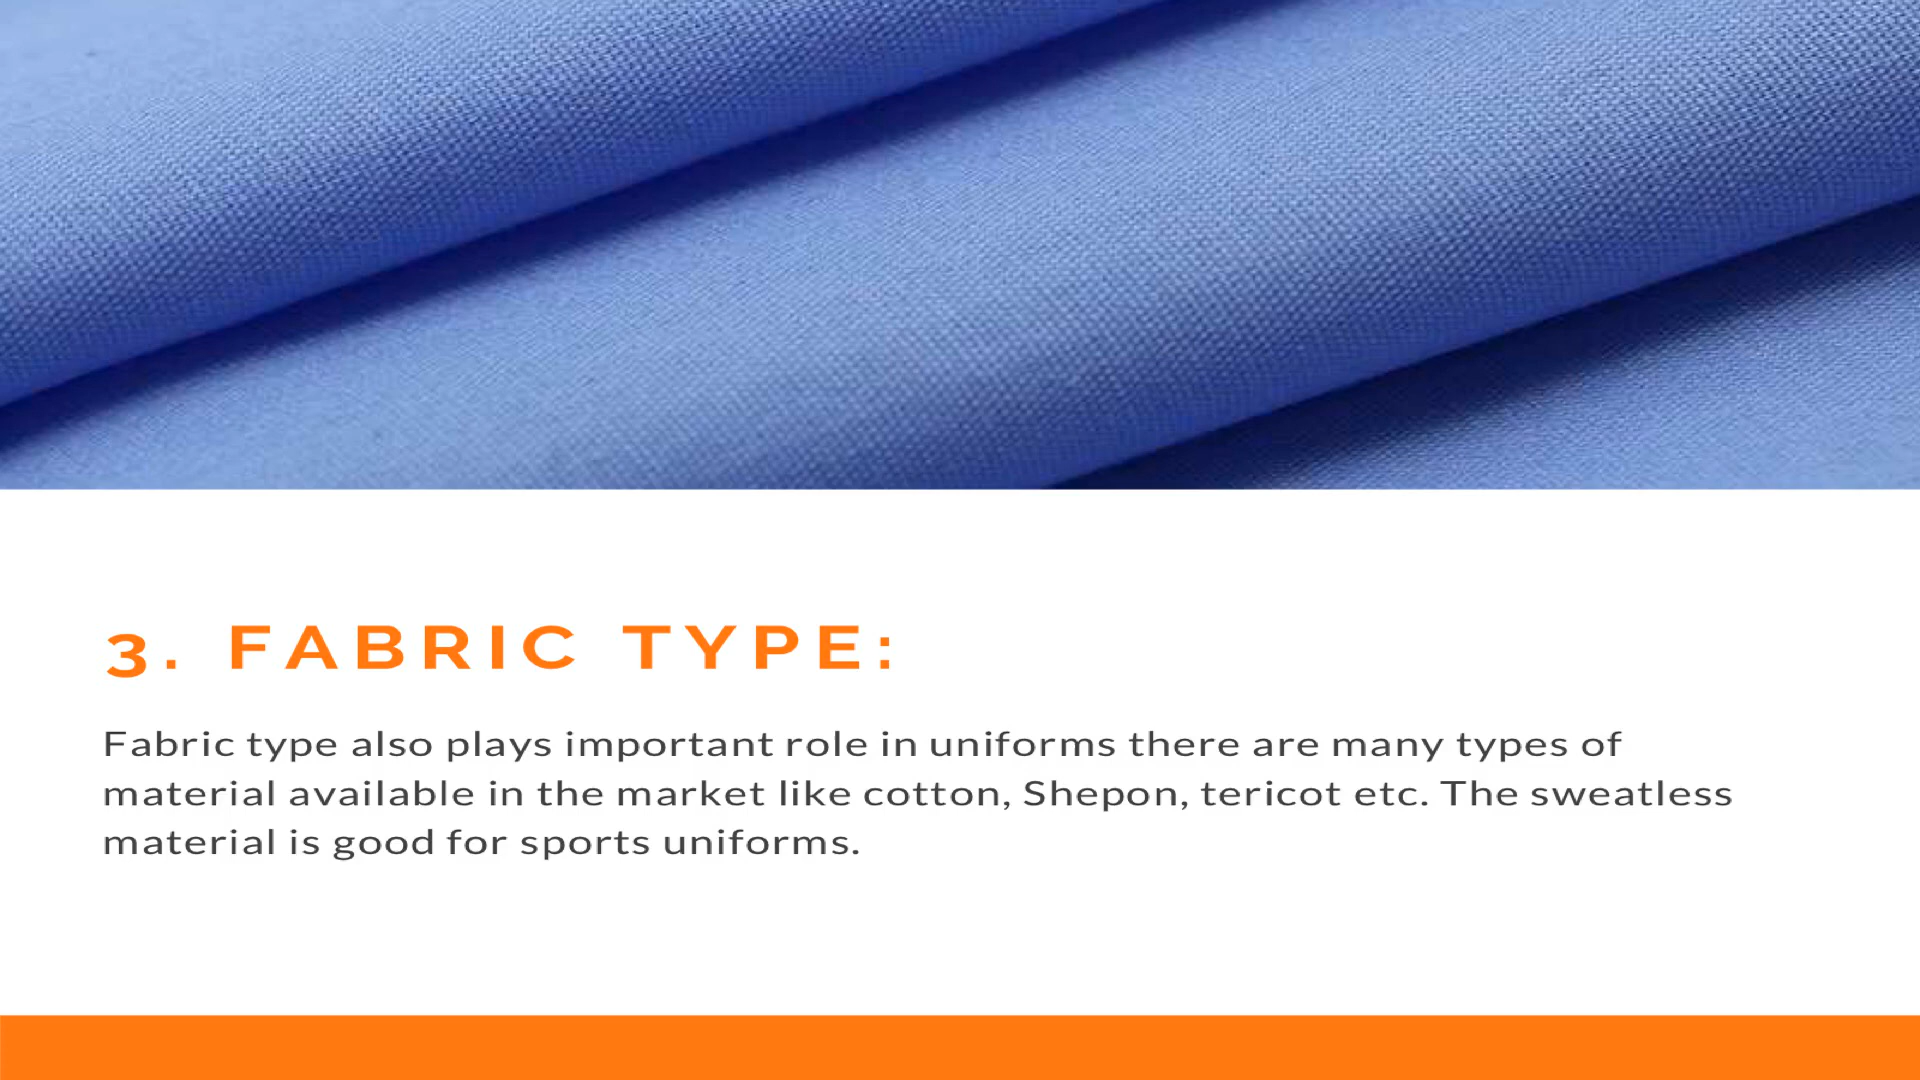 3. FABRIC TYPE:
Fabric type also plays important role in uniforms there are many types of
material available in the market like cotton, Shepon, tericot etc. The sweatless
material is good for sports uniforms.